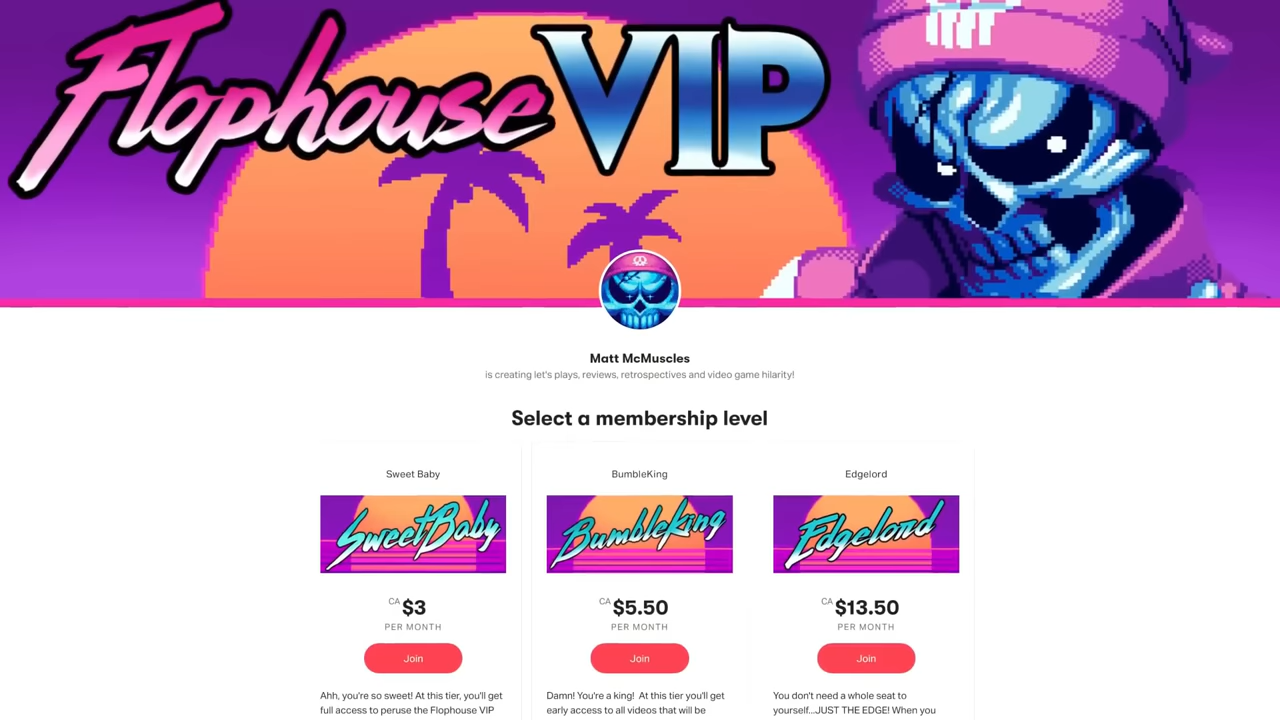 Flophouse VIP
Matt McMuscles
is creating let's plays, reviews, retrospectives and video game hilarity!
Select a membership level
Sweet Baby
SweetBaby
CA $3
PER MONTH
Join
Ahh, you're so sweet! At this tier, you'll get
full access to peruse the Flophouse VIP
BumbleKing
BumbleKing
CA $5.50
PER MONTH
Join
Damn! You're a king! At this tier you'll get
early access to all videos that will be
Edgelord
Edgelord
CA $13.50
PER MONTH
Join
You don't need a whole seat to
yourself...JUST THE EDGE! When you